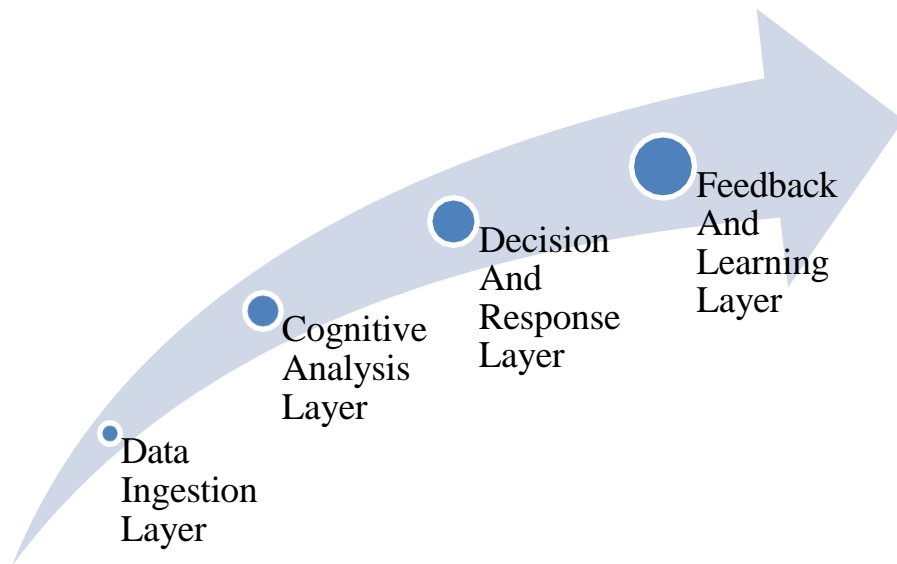 Feedback
And
Learning
Layer
Decision
And
Response
Layer
Cognitive
Analysis
Layer
Data
Ingestion
Layer